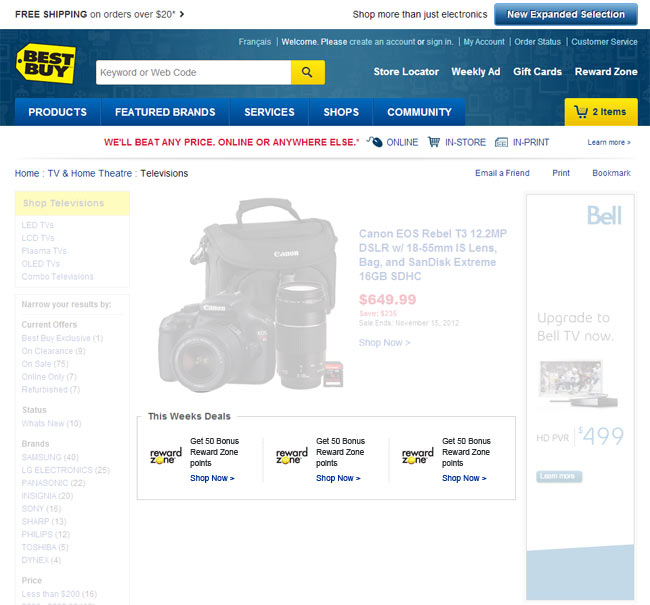 FREE SHIPPING on orders over $20* >
Shop more than just electronics
New Expanded Selection
Français | Welcome. Please create an account or sign in. | My Account | Order Status | Customer Service
BEST BUY
Keyword or Web Code
Store Locator Weekly Ad Gift Cards Reward Zone
PRODUCTS FEATURED BRANDS SERVICES SHOPS COMMUNITY
2 Items
WE'LL BEAT ANY PRICE. ONLINE OR ANYWHERE ELSE.* ONLINE IN-STORE IN-PRINT Learn more >
Home : TV & Home Theatre : Televisions
Email a Friend Print Bookmark
Shop Televisions
LED TVs
LCD TVs
Plasma TVs
OLED TVs
Combo Televisions
Narrow your results by:
Current Offers
Best Buy Exclusive (1)
On Clearance (9)
On Sale (75)
Online Only (7)
Refurbished (7)
Status
Whats New (10)
Brands
SAMSUNG (40)
LG ELECTRONICS (25)
PANASONIC (22)
INSIGNIA (20)
SONY (16)
SHARP (13)
PHILIPS (12)
TOSHIBA (5)
DYNEX (4)
Price
Less than $200 (16)
Canon
Canon EOS Rebel T3 12.2MP
DSLR w/ 18-55mm IS Lens,
Bag, and SanDisk Extreme
16GB SDHC
$649.99
Save: $235
Sale Ends: November 15, 2012
Shop Now >
This Weeks Deals
reward zone
Get 50 Bonus
Reward Zone
points
Shop Now >
reward zone
Get 50 Bonus
Reward Zone
points
Shop Now >
reward zone
Get 50 Bonus
Reward Zone
points
Shop Now >
Bell
Upgrade to
Bell TV now.
HD PVR $499
Learn more